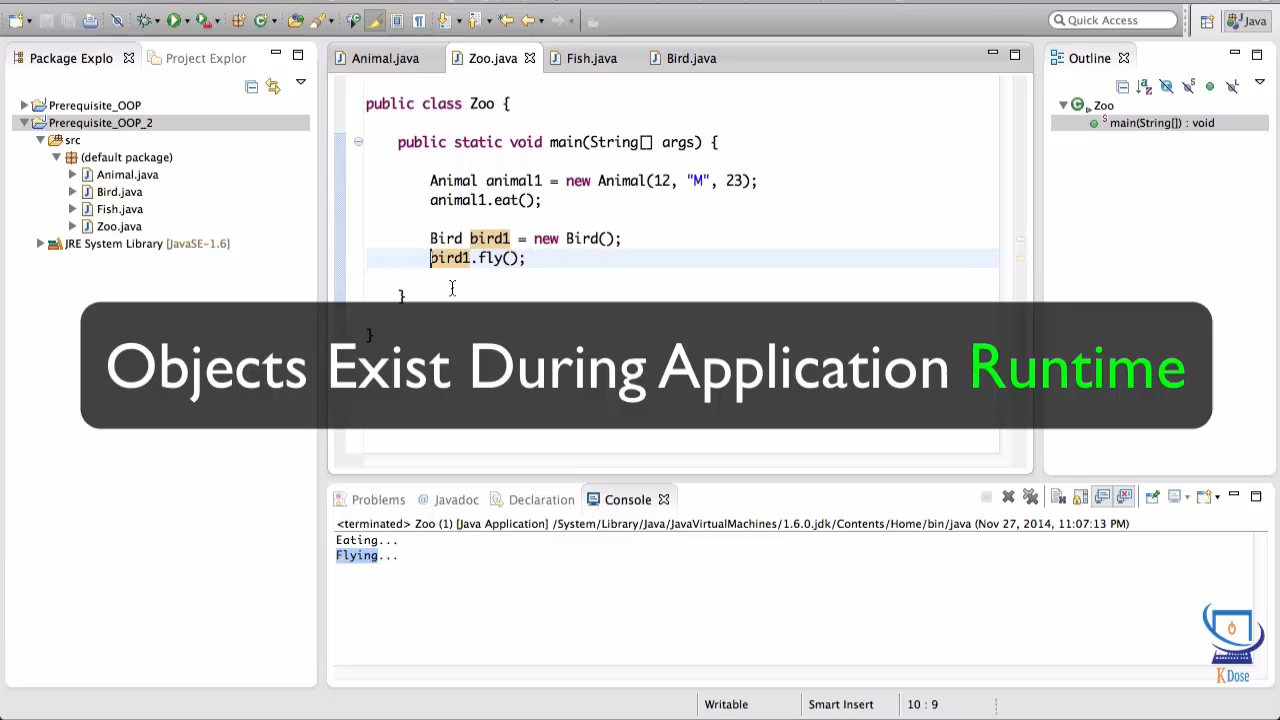 Quick Access
Java
Package Explo
Project Explor
Prerequisite_OOP
Prerequisite_OOP_2
src
(default package)
Animal.java
Bird.java
Fish.java
Zoo.java
JRE System Library [JavaSE-1.6]
Animal.java
Zoo.java
Fish.java
Bird.java
public class Zoo {
public static void main(String[] args) {
Animal animal1 = new Animal(12, "M", 23);
animal1.eat();
Bird bird1 = new Bird();
bird1.fly();
}
}
Outline
Zoo
main(String[]) : void
Objects Exist During Application Runtime
Problems
Javadoc
Declaration
Console
<terminated> Zoo (1) [Java Application] /System/Library/Java/JavaVirtualMachines/1.6.0.jdk/Contents/Home/bin/java (Nov 27, 2014, 11:07:13 PM)
Eating...
Flying...
K Dose
Writable
Smart Insert
10 : 9